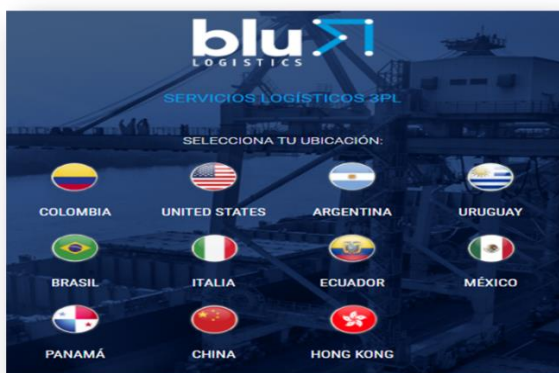 blu
LOGISTICS
SERVICIOS LOGÍSTICOS 3PL
SELECCIONA TU UBICACIÓN:
COLOMBIA UNITED STATES ARGENTINA URUGUAY
BRASIL ITALIA ECUADOR MÉXICO
PANAMÁ CHINA HONG KONG